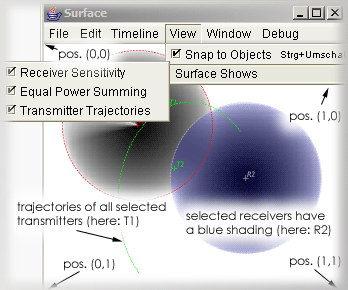 Surface
File Edit Timeline View Window Debug
pos. (0,0)
Snap to Objects Strg+Umscha
Surface Shows
Receiver Sensitivity
Equal Power Summing
Transmitter Trajectories
pos. (1,0)
R2
trajectories of all selected
transmitters (here: T1)
selected receivers have
a blue shading (here: R2)
pos. (0,1)
pos. (1,1)